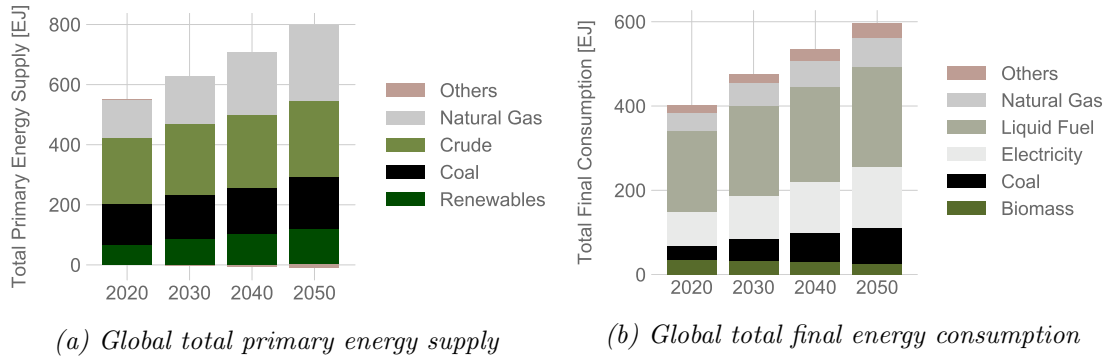 Total Primary Energy Supply [EJ]
800
600
400
200
0
2020 2030 2040 2050
Others
Natural Gas
Crude
Coal
Renewables
(a) Global total primary energy supply
Total Final Consumption [EJ]
600
400
200
0
2020 2030 2040 2050
Others
Natural Gas
Liquid Fuel
Electricity
Coal
Biomass
(b) Global total final energy consumption